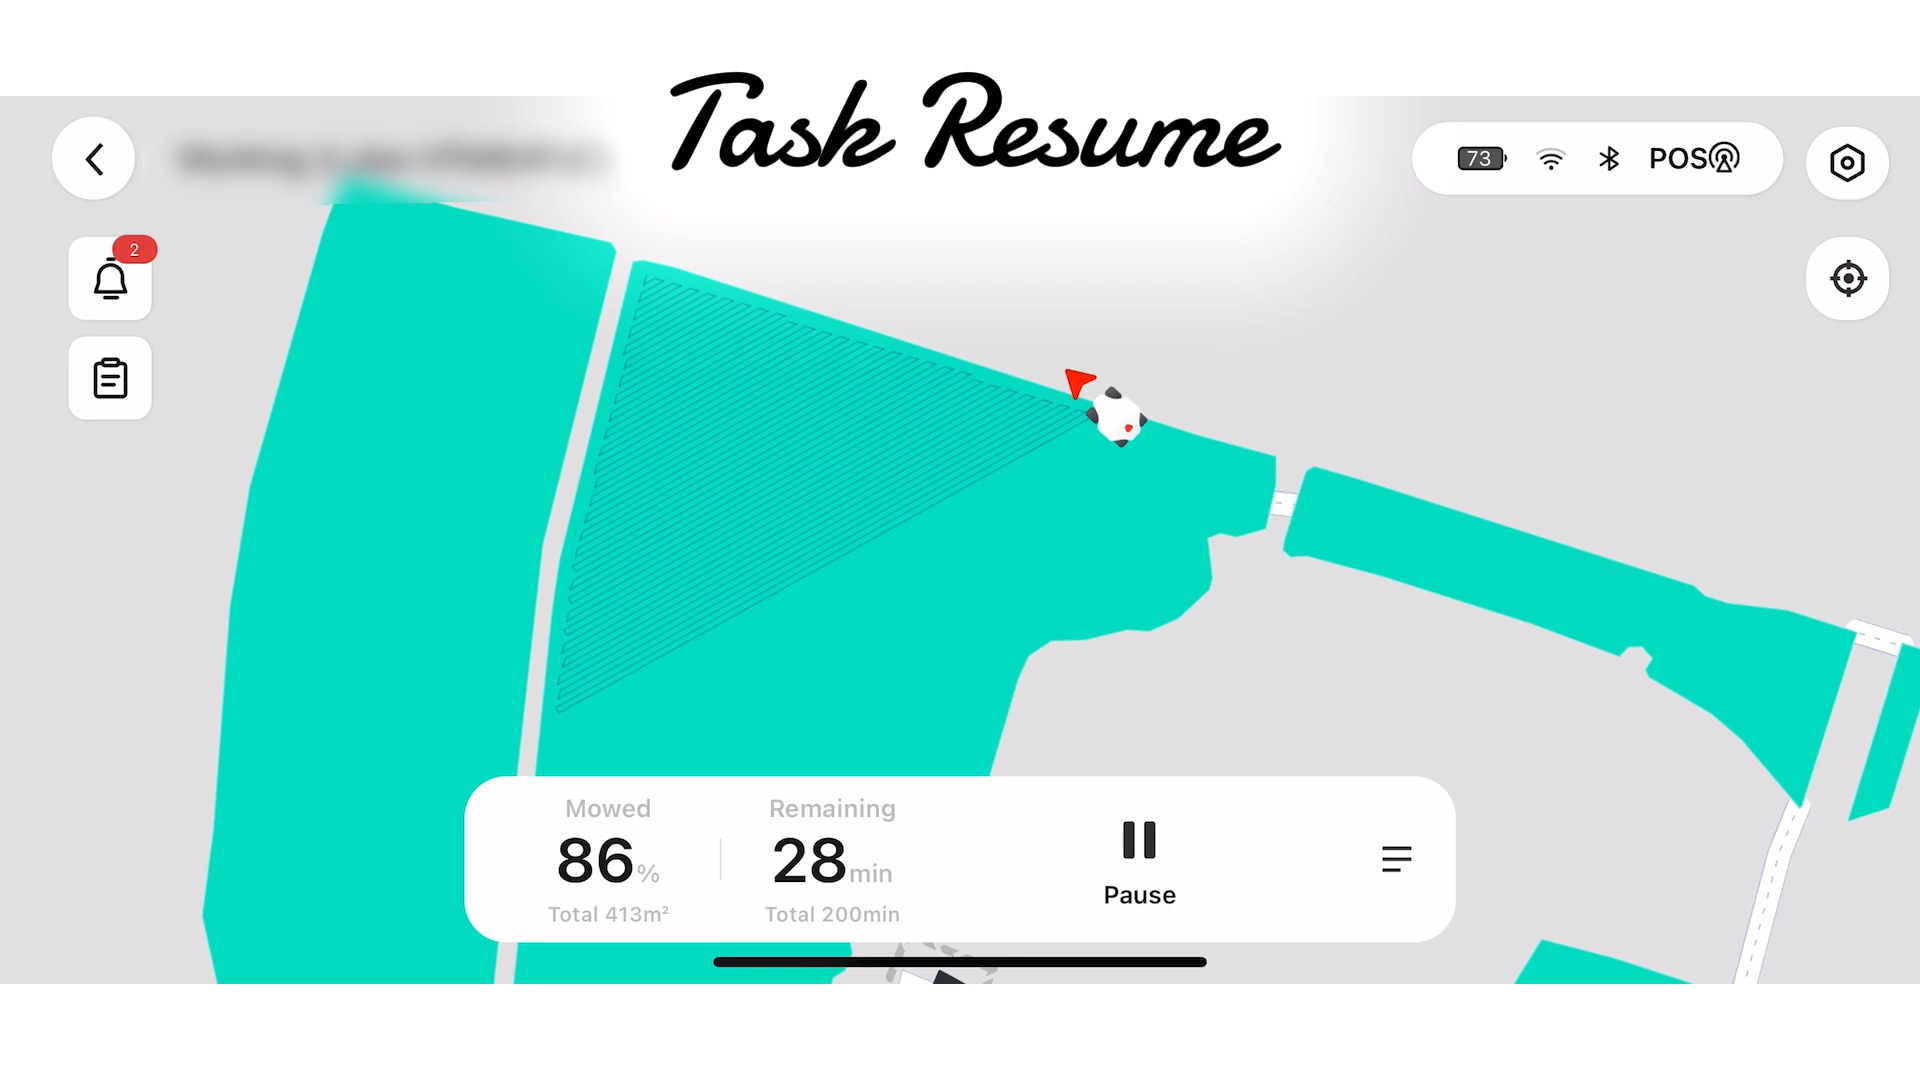 Task Resume
73
POS
2
Mowed
86%
Total 413m²
Remaining
28min
Total 200min
Pause